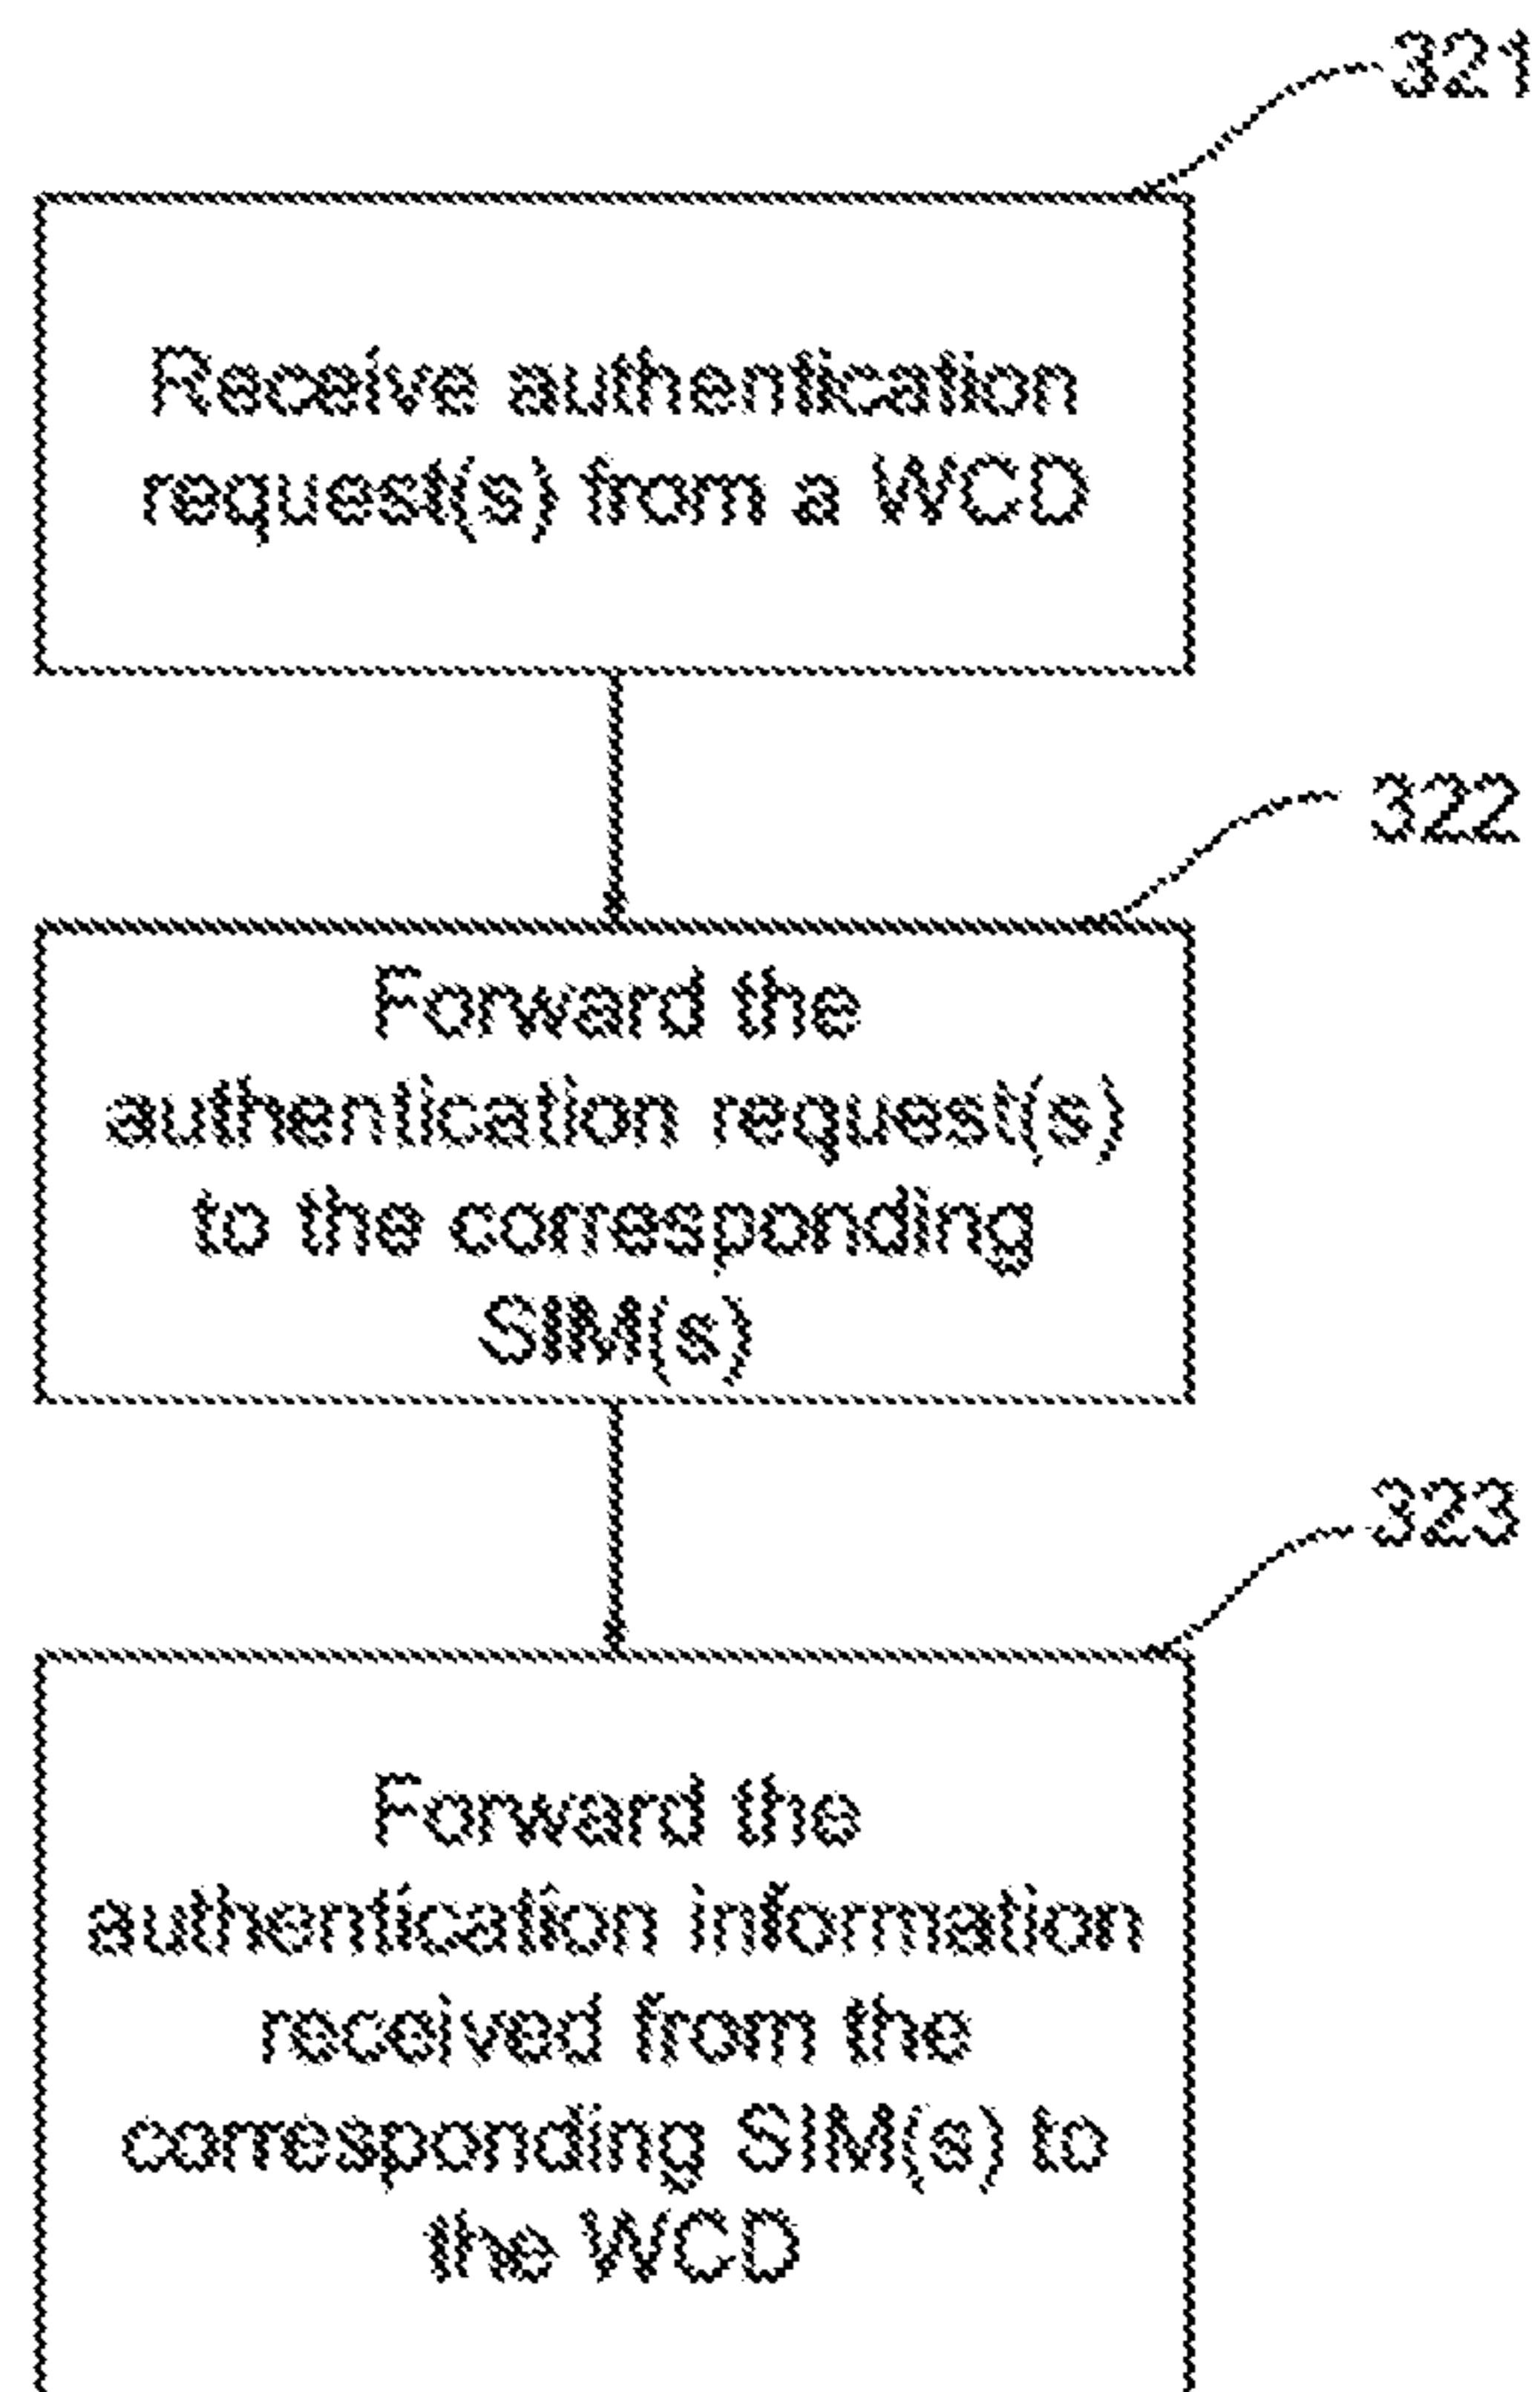 321
Receive authentication
request(s) from a WCD
322
Forward the
authentication request(s)
to the corresponding
SIM(s)
323
Forward the
authentication information
received from the
corresponding SIM(s) to
the WCD